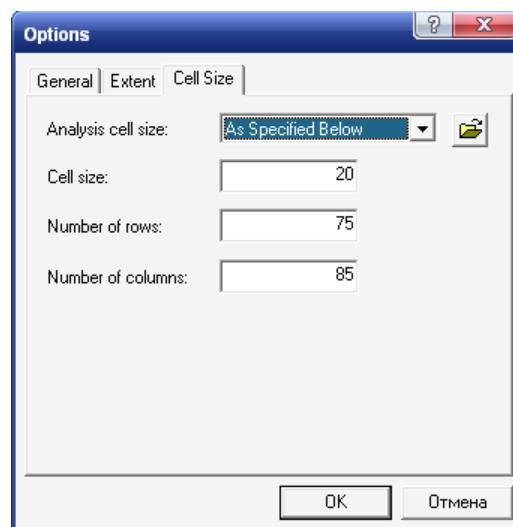 Options
General Extent Cell Size
Analysis cell size: As Specified Below
Cell size: 20
Number of rows: 75
Number of columns: 85
OK Отмена